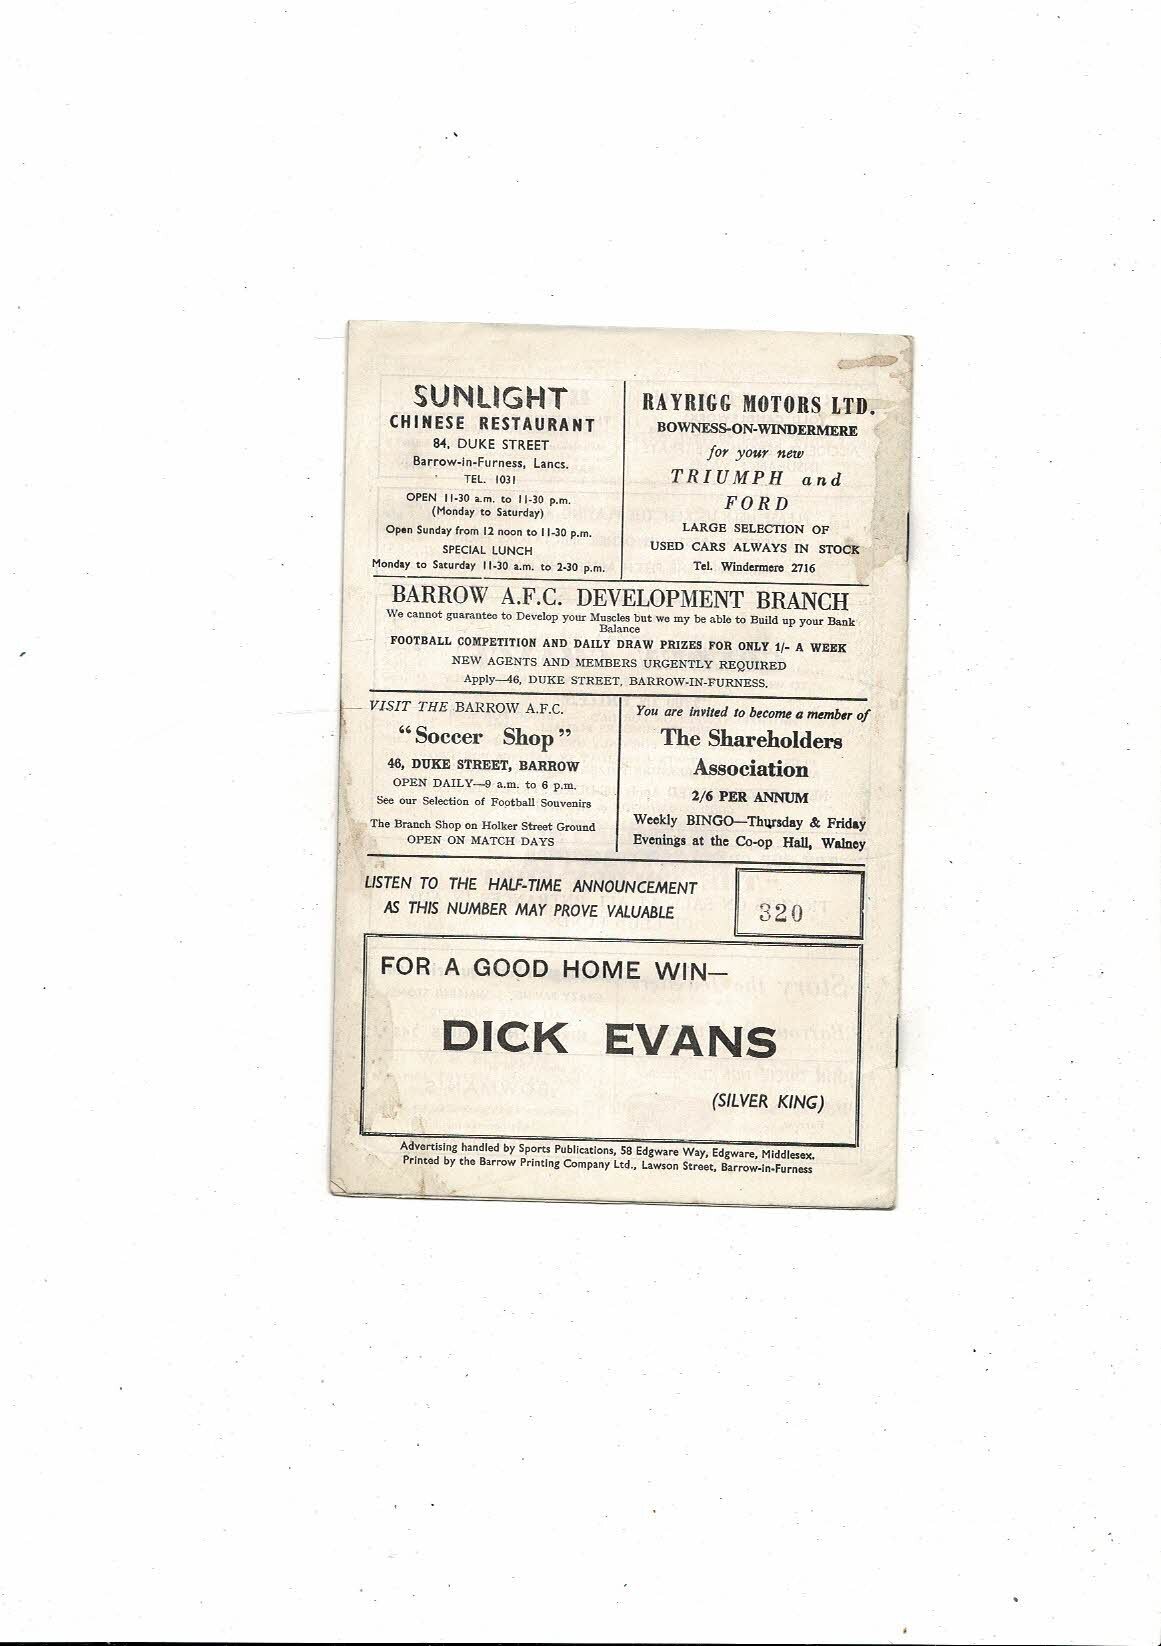 SUNLIGHT
CHINESE RESTAURANT
84, DUKE STREET
Barrow-in-Furness, Lancs.
TEL. 1031
OPEN 11-30 a.m. to 11-30 p.m.
(Monday to Saturday)
Open Sunday from 12 noon to 11-30 p.m.
SPECIAL LUNCH
Monday to Saturday 11-30 a.m. to 2-30 p.m.
RAYRIGG MOTORS LTD.
BOWNESS-ON-WINDERMERE
for your new
TRIUMPH and
FORD
LARGE SELECTION OF
USED CARS ALWAYS IN STOCK
Tel. Windermere 2716
BARROW A.F.C. DEVELOPMENT BRANCH
We cannot guarantee to Develop your Muscles but we my be able to Build up your Bank
Balance
FOOTBALL COMPETITION AND DAILY DRAW PRIZES FOR ONLY 1/- A WEEK
NEW AGENTS AND MEMBERS URGENTLY REQUIRED
Apply—46, DUKE STREET, BARROW-IN-FURNESS.
VISIT THE BARROW A.F.C.
"Soccer Shop"
46, DUKE STREET, BARROW
OPEN DAILY—9 a.m. to 6 p.m.
See our Selection of Football Souvenirs
The Branch Shop on Holker Street Ground
OPEN ON MATCH DAYS
You are invited to become a member of
The Shareholders
Association
2/6 PER ANNUM
Weekly BINGO—Thursday & Friday
Evenings at the Co-op Hall, Walney
LISTEN TO THE HALF-TIME ANNOUNCEMENT
AS THIS NUMBER MAY PROVE VALUABLE
320
FOR A GOOD HOME WIN—
DICK EVANS
(SILVER KING)
Advertising handled by Sports Publications, 58 Edgware Way, Edgware, Middlesex.
Printed by the Barrow Printing Company Ltd., Lawson Street, Barrow-in-Furness